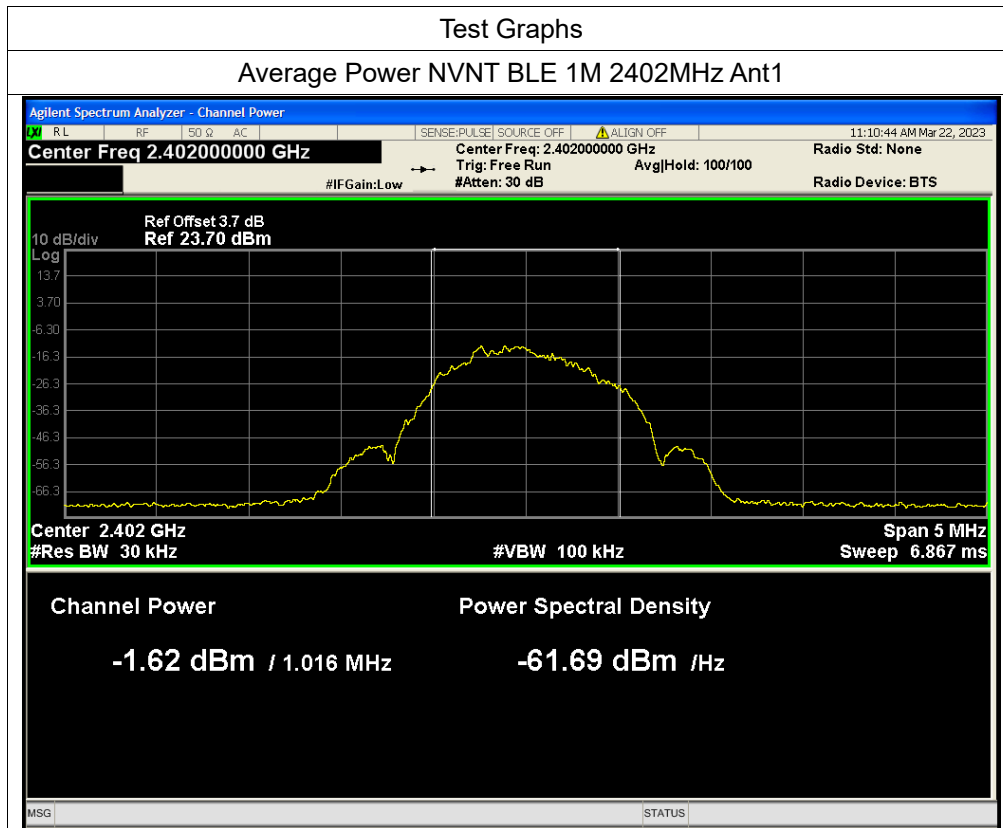 Test Graphs
Average Power NVNT BLE 1M 2402MHz Ant1
Agilent Spectrum Analyzer - Channel Power
LXI RL RF 50 Ω AC SENSE:PULSE SOURCE OFF ALIGN OFF 11:10:44 AM Mar 22, 2023
Center Freq 2.402000000 GHz Center Freq: 2.402000000 GHz Radio Std: None
Trig: Free Run Avg|Hold: 100/100
#IFGain:Low #Atten: 30 dB Radio Device: BTS
Ref Offset 3.7 dB
10 dB/div Ref 23.70 dBm
Log
13.7
3.70
-6.30
-16.3
-26.3
-36.3
-46.3
-56.3
-66.3
Center 2.402 GHz Span 5 MHz
#Res BW 30 kHz #VBW 100 kHz Sweep 6.867 ms
Channel Power Power Spectral Density
-1.62 dBm / 1.016 MHz -61.69 dBm /Hz
MSG STATUS